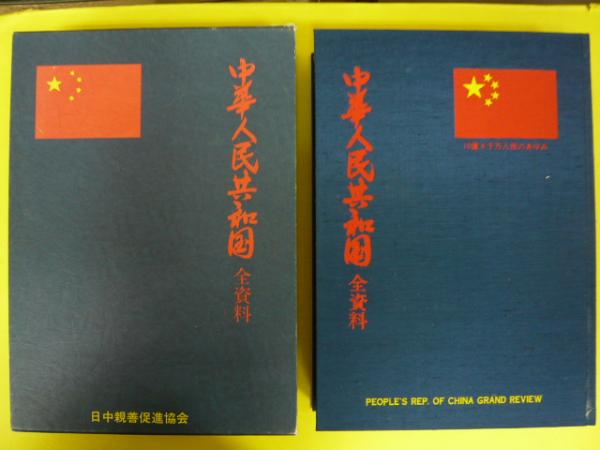 中華人民共和国
全資料
日中親善促進協会
中華人民共和国
全資料
PEOPLE'S REP. OF CHINA GRAND REVIEW